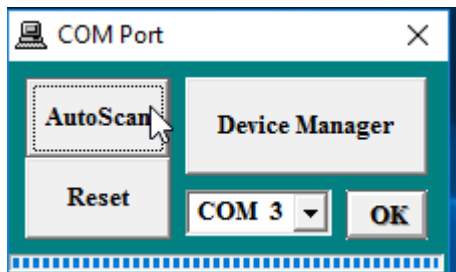 COM Port
AutoScan
Device Manager
Reset
COM 3
OK